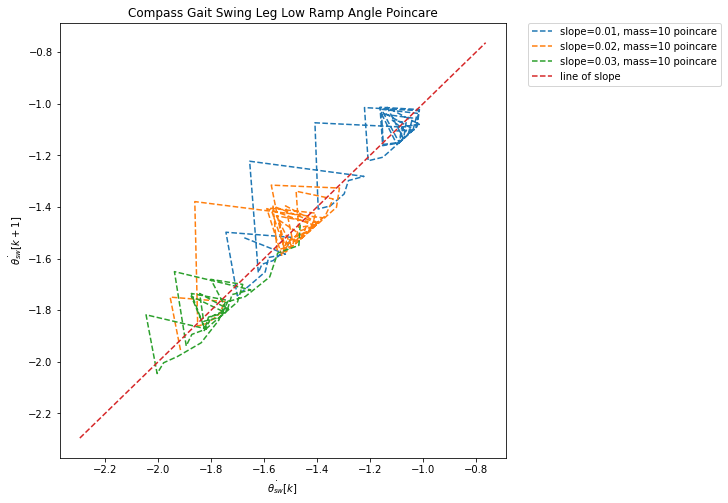 Compass Gait Swing Leg Low Ramp Angle Poincare
slope=0.01, mass=10 poincare
slope=0.02, mass=10 poincare
slope=0.03, mass=10 poincare
line of slope
−0.8
−1.0
−1.2
−1.4
−1.6
−1.8
−2.0
−2.2
θ̇_sw[k+1]
−2.2 −2.0 −1.8 −1.6 −1.4 −1.2 −1.0 −0.8
θ̇_sw[k]